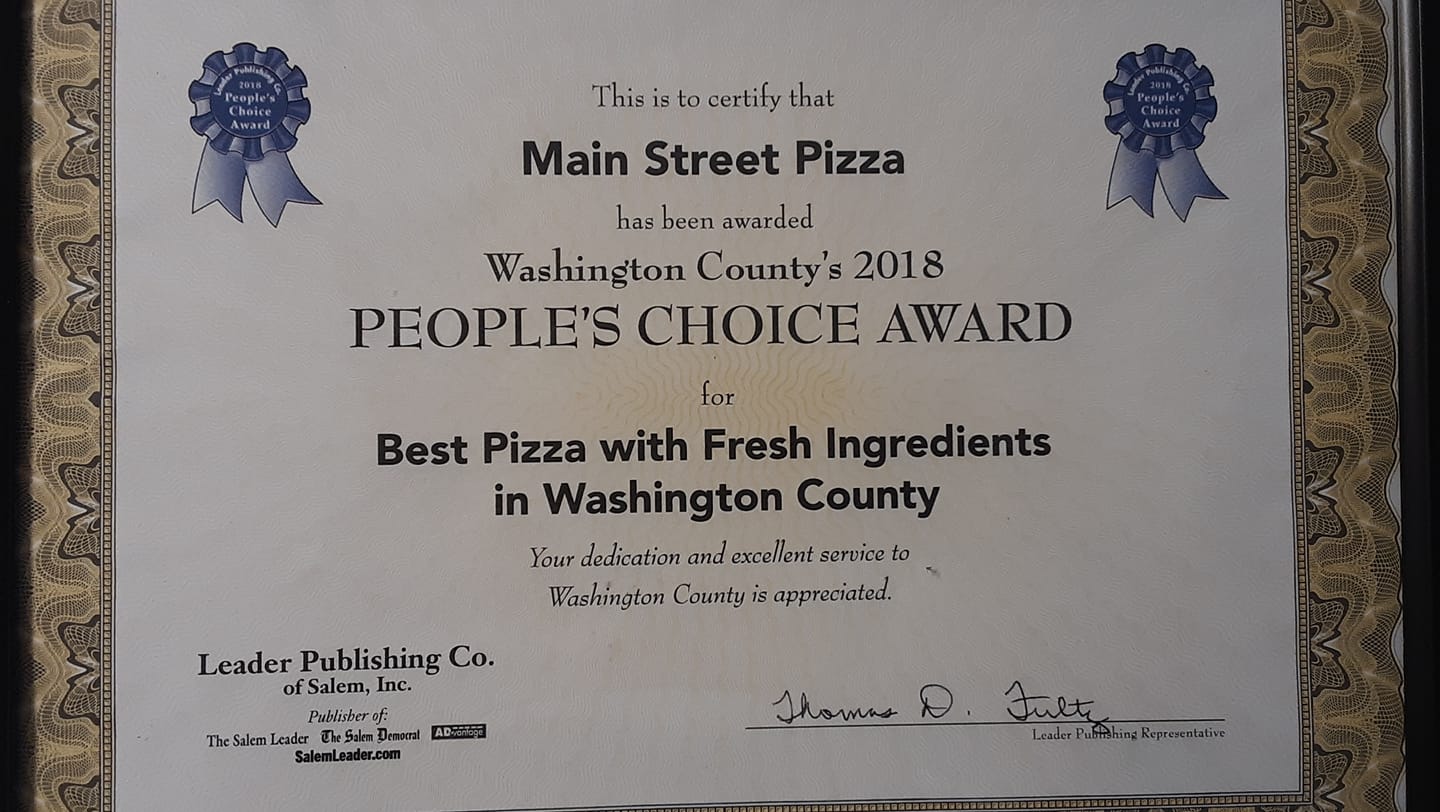 Leader Publishing Co.
2018
People's
Choice
Award
Leader Publishing Co.
2018
People's
Choice
Award
This is to certify that
Main Street Pizza
has been awarded
Washington County's 2018
PEOPLE'S CHOICE AWARD
for
Best Pizza with Fresh Ingredients
in Washington County
Your dedication and excellent service to
Washington County is appreciated.
Leader Publishing Co.
of Salem, Inc.
Publisher of:
The Salem Leader The Salem Democrat ADvantage
SalemLeader.com
Thomas D. Fultz
Leader Publishing Representative